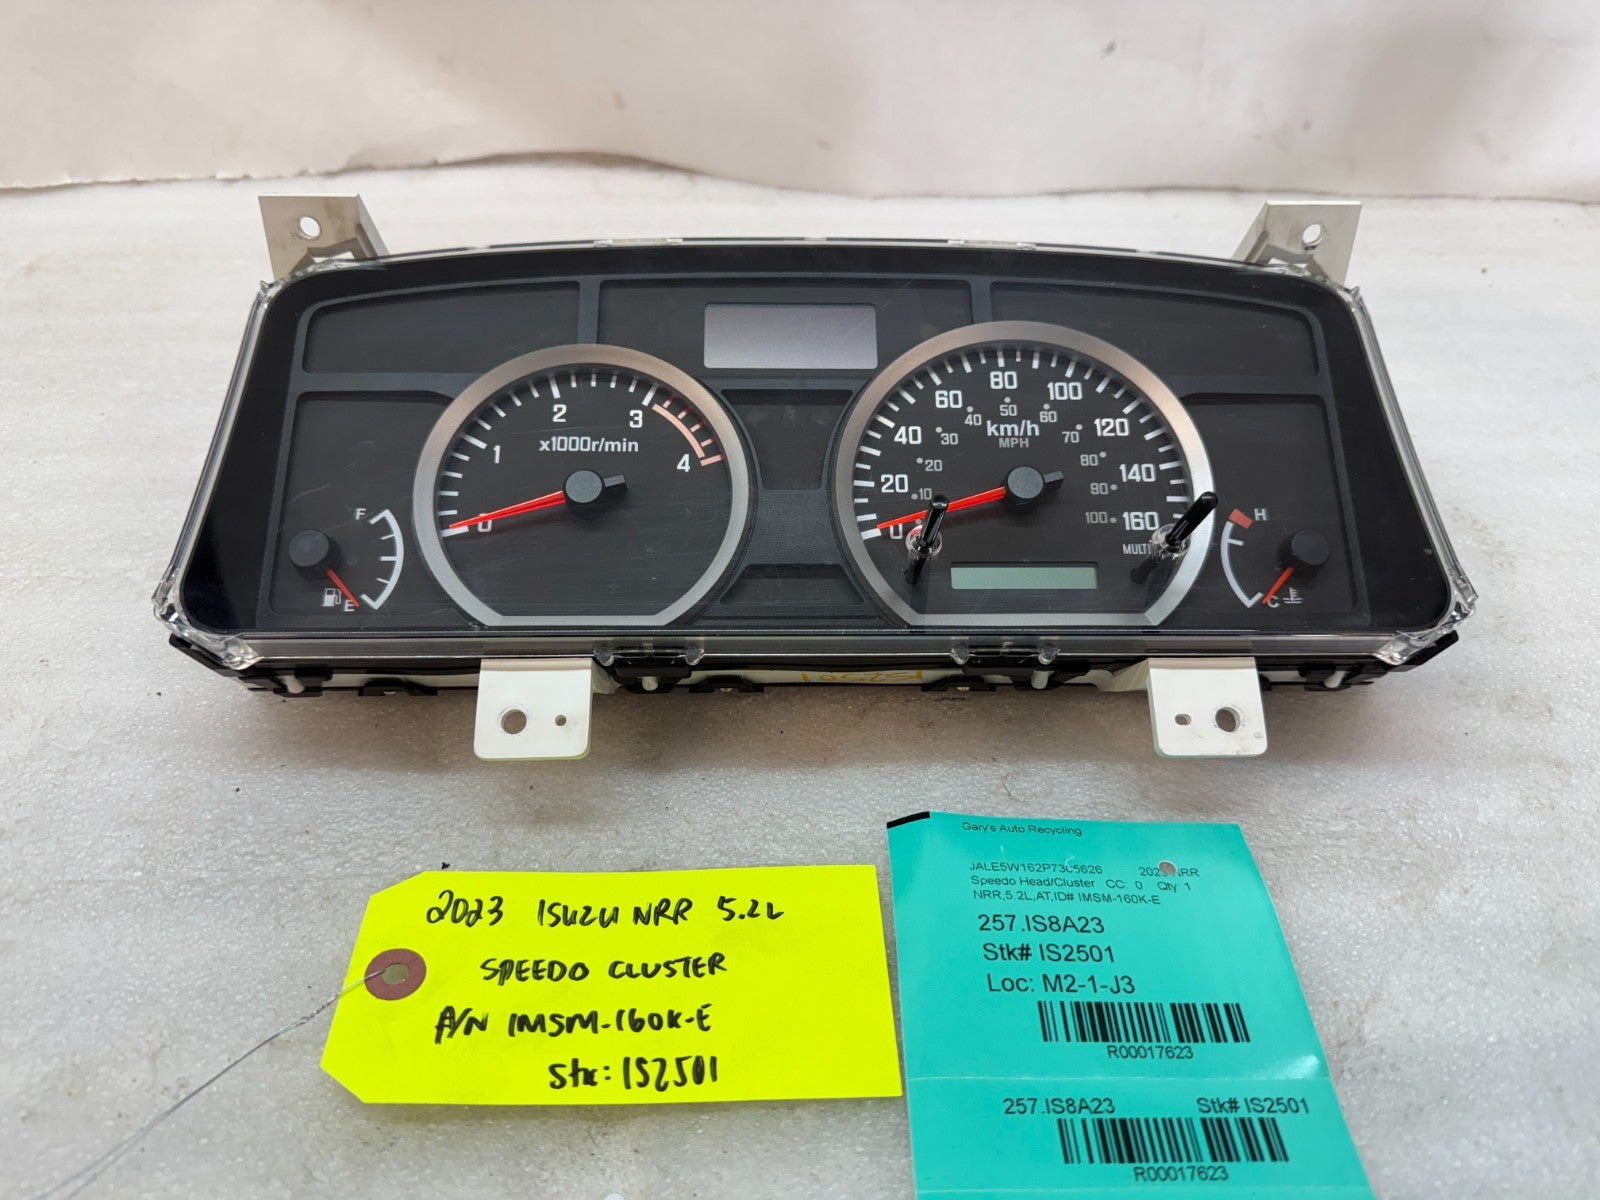 80
60
100
3
2
km/h
MPH
40
50
60
40
30
70
120
x1000r/min
1
4
20
80
140
20
10
90
F
0
0
100
160
MULTI
H
E
C
IS2501
Gary's Auto Recycling
2023 ISUZU NRR 5.2L
SPEEDO CLUSTER
P/N IMSM-160K-E
Stk: IS2501
NRR
Speedo Head/Cluster CC: 0 Qty 1
NRR,5.2L,AT,ID# IMSM-160K-E
257.IS8A23
Stk# IS2501
Loc: M2-1-J3
R00017623
257.IS8A23 Stk# IS2501
R00017623